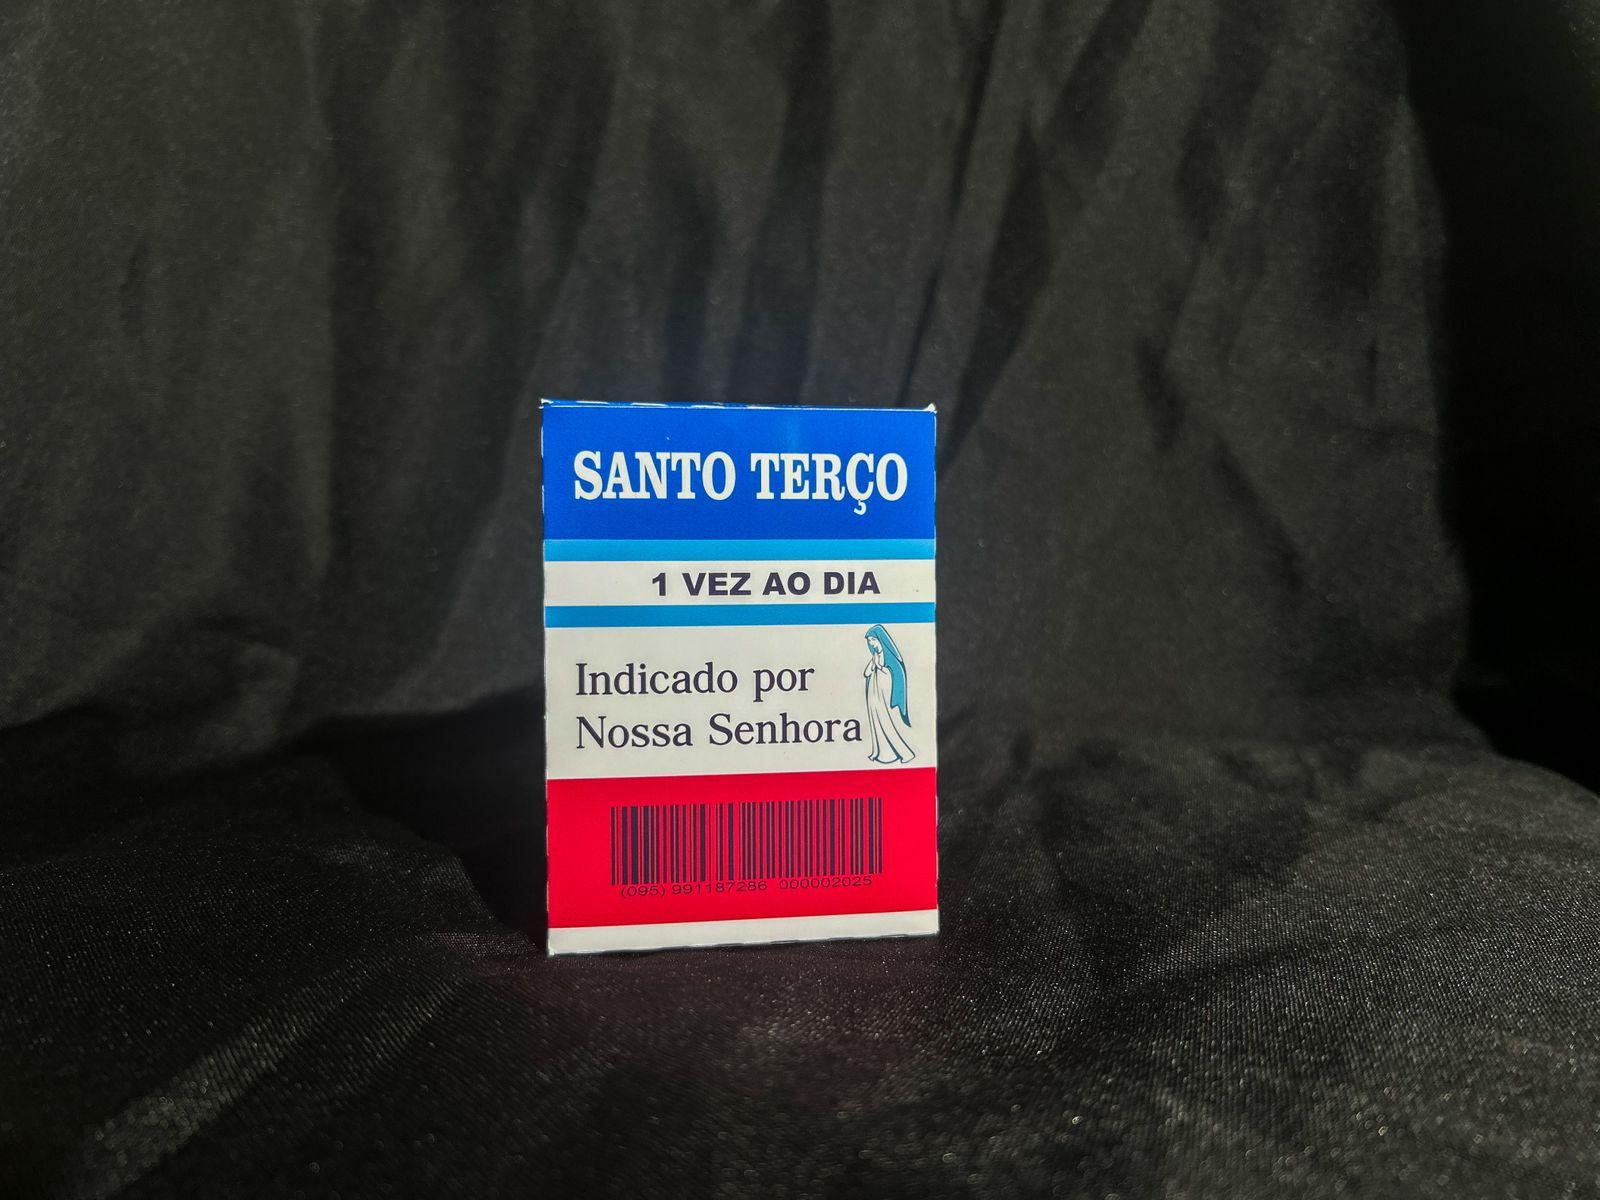 SANTO TERÇO
1 VEZ AO DIA
Indicado por
Nossa Senhora
(095) 991187286 000002025